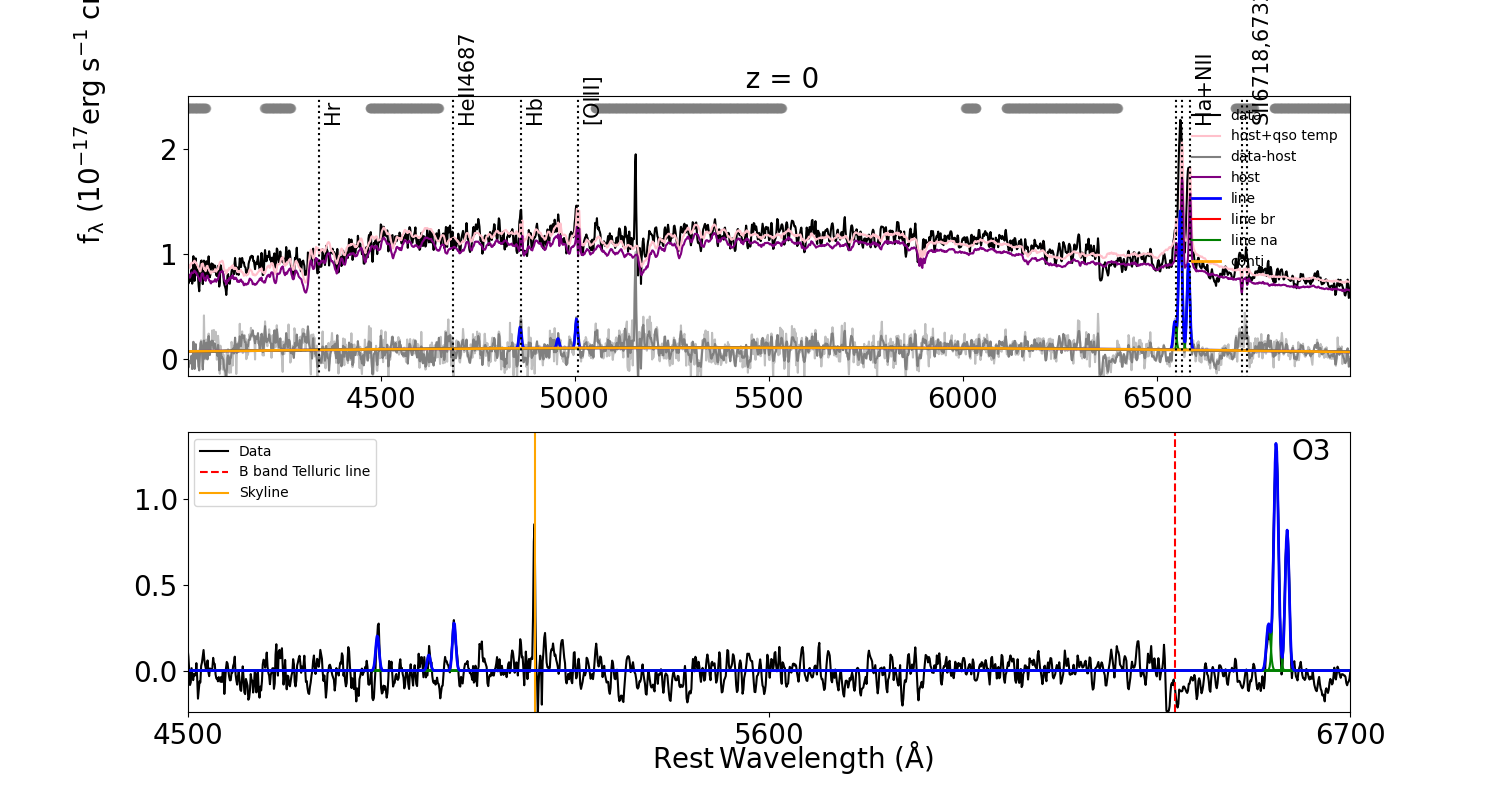 z = 0
f_λ (10^−17 erg s^−1 c
Hr
HeII4687
Hb
[OIII]
Ha+NII
SII6718,673
data
host+qso temp
data-host
host
line
line br
line na
conti
2
1
0
4500
5000
5500
6000
6500
Data
B band Telluric line
Skyline
O3
1.0
0.5
0.0
4500
5600
6700
Rest Wavelength (Å)